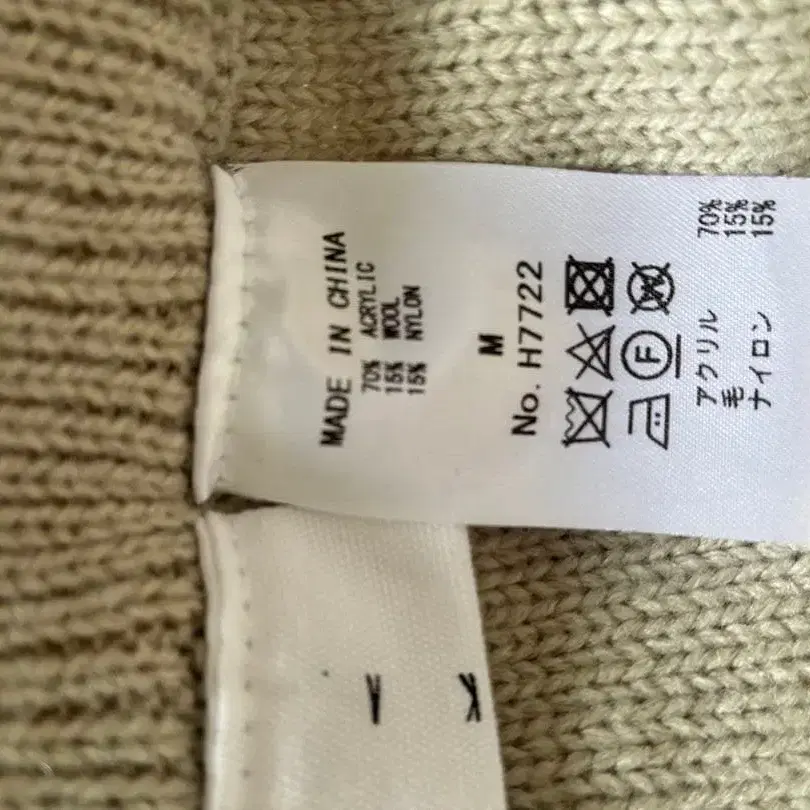 MADE IN CHINA
70% ACRYLIC
15% WOOL
15% NYLON
M
No. H7722
W
F
アクリル 70%
毛 15%
ナイロン 15%